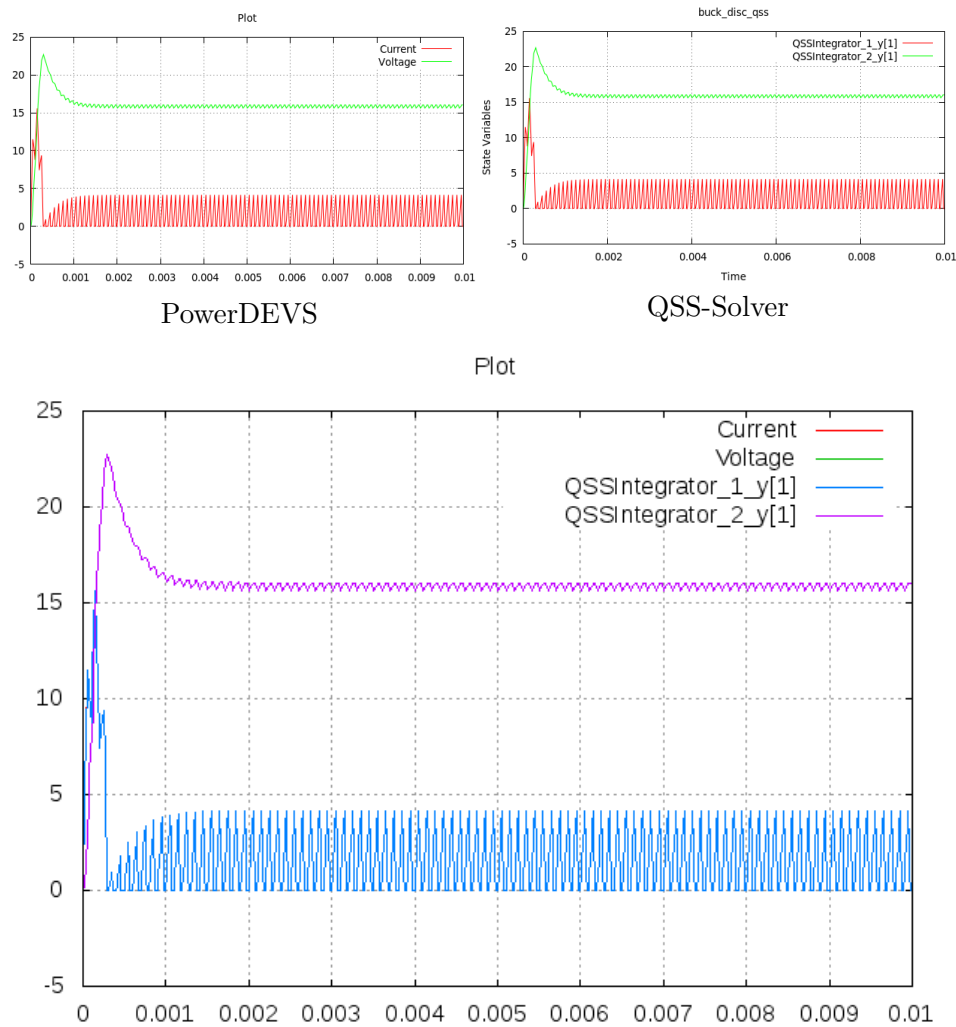 Plot
Current
Voltage
25
20
15
10
5
0
-5
0 0.001 0.002 0.003 0.004 0.005 0.006 0.007 0.008 0.009 0.01
PowerDEVS
buck_disc_qss
QSSIntegrator_1_y[1]
QSSIntegrator_2_y[1]
State Variables
25
20
15
10
5
0
-5
0 0.002 0.004 0.006 0.008 0.01
Time
QSS-Solver
Plot
Current
Voltage
QSSIntegrator_1_y[1]
QSSIntegrator_2_y[1]
25
20
15
10
5
0
-5
0 0.001 0.002 0.003 0.004 0.005 0.006 0.007 0.008 0.009 0.01